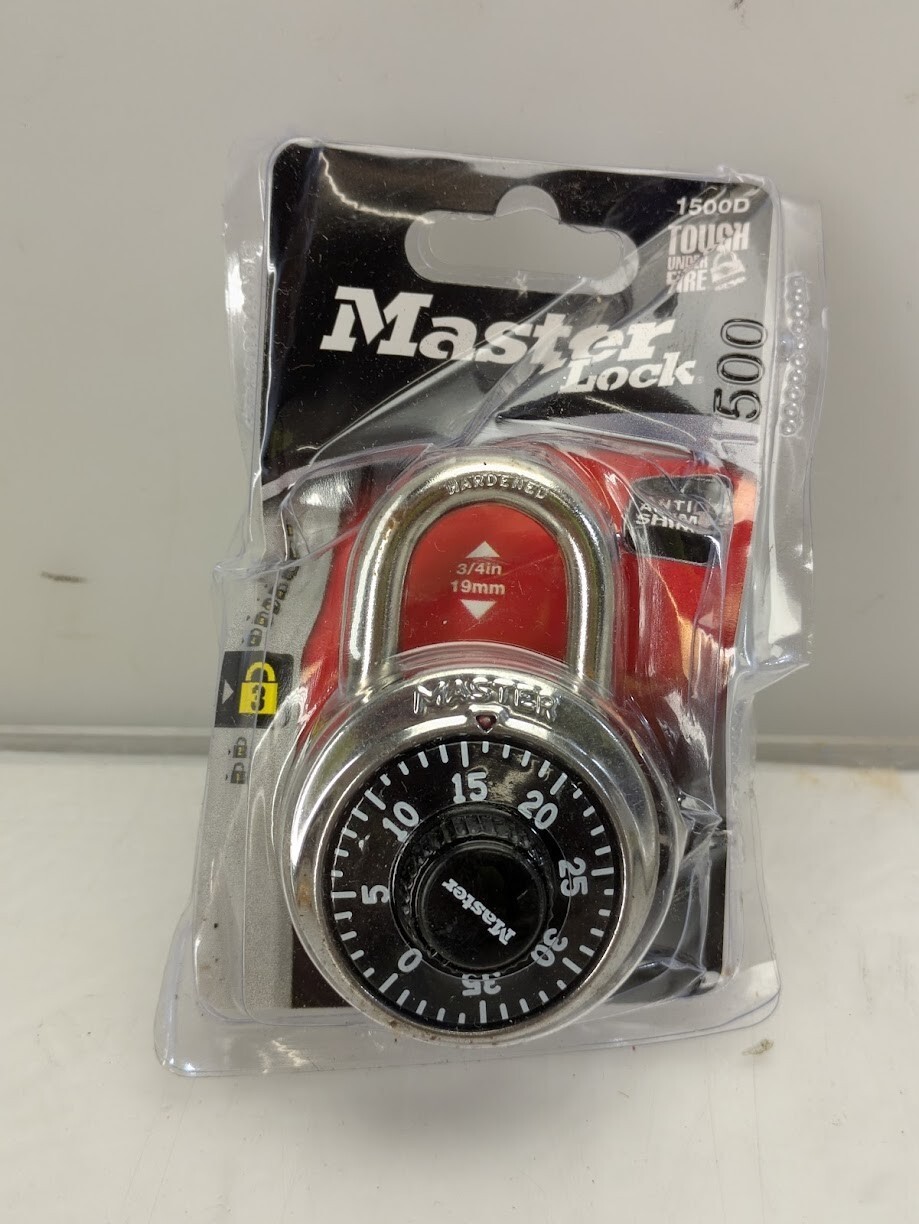 1500D
TOUGH
UNDER
FIRE
Master
Lock
1500
HARDENED
ANTI
SHIM
3/4in
19mm
3
MASTER
15
20
10
25
5
30
0
35
Master